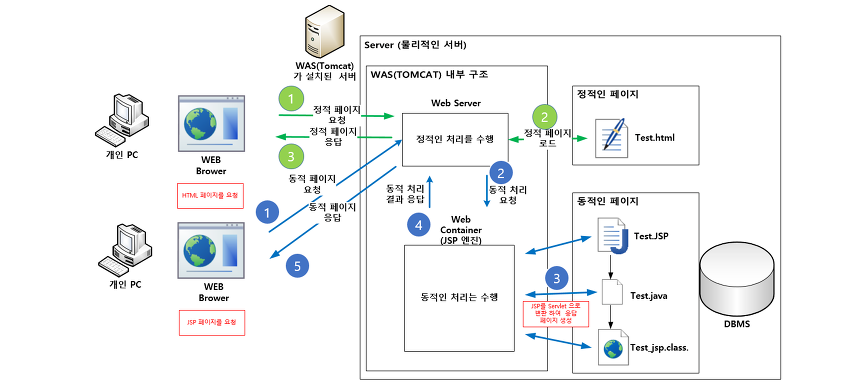 Server (물리적인 서버)
WAS(Tomcat)
가 설치된 서버
WAS(TOMCAT) 내부 구조
Web Server
정적인 처리를 수행
1
정적 페이지
요청
정적 페이지
응답
3
2
정적 페이지
로드
정적인 페이지
Test.html
개인 PC
WEB
Brower
HTML 페이지를 요청
동적 페이지
요청
1
동적 페이지
응답
5
동적 처리
결과 응답
4
2
동적 처리
요청
Web
Container
(JSP 엔진)
동적인 처리는 수행
3
JSP를 Servlet 으로
변환 하여 응답
페이지 생성
동적인 페이지
Test.JSP
Test.java
Test_jsp.class.
DBMS
개인 PC
WEB
Brower
JSP 페이지를 요청